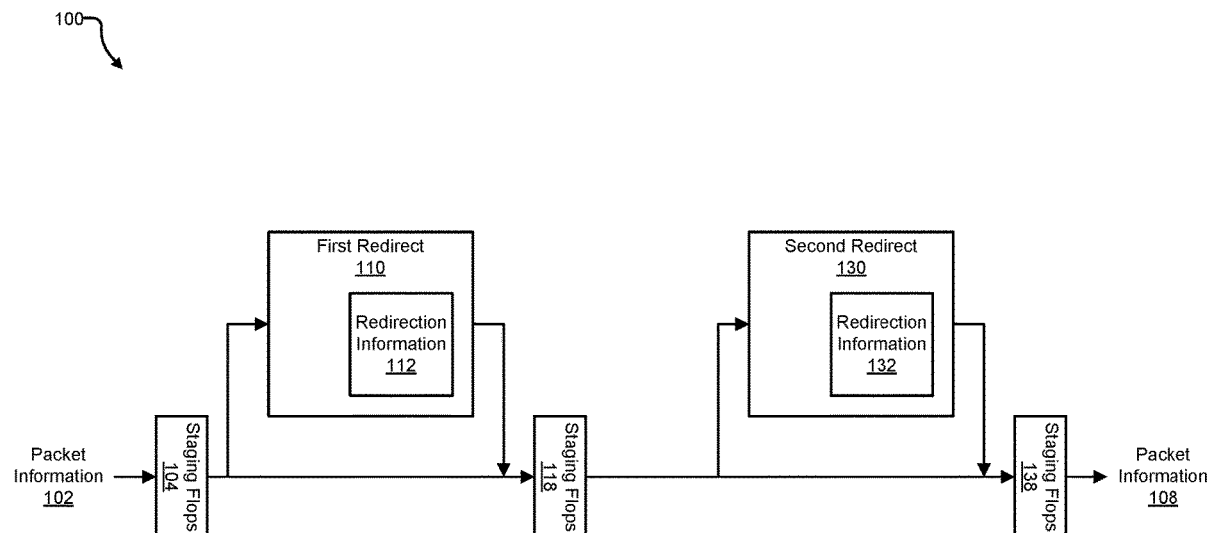 100
First Redirect
110
Redirection
Information
112
Second Redirect
130
Redirection
Information
132
Packet
Information
102
Staging Flops
104
Staging Flops
118
Staging Flops
138
Packet
Information
108